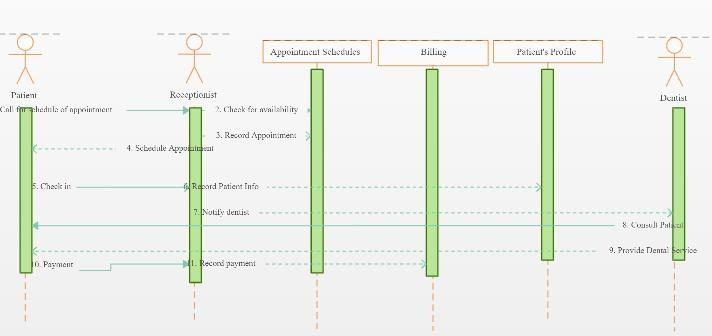 Appointment Schedules
Billing
Patient's Profile
Patient
Receptionist
Dentist
Call for schedule of appointment
2. Check for availability
3. Record Appointment
4. Schedule Appointment
5. Check in
6. Record Patient Info
7. Notify dentist
8. Consult Patient
9. Provide Dental Service
10. Payment
11. Record payment